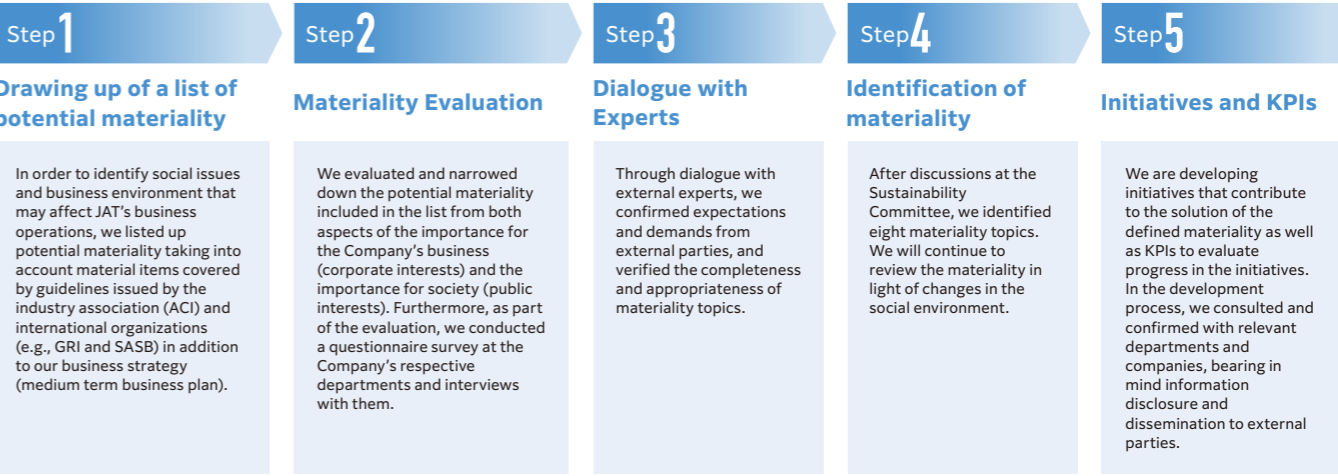 Step 1
Drawing up of a list of
potential materiality
In order to identify social issues
and business environment that
may affect JAT's business
operations, we listed up
potential materiality taking into
account material items covered
by guidelines issued by the
industry association (ACI) and
international organizations
(e.g., GRI and SASB) in addition
to our business strategy
(medium term business plan).
Step 2
Materiality Evaluation
We evaluated and narrowed
down the potential materiality
included in the list from both
aspects of the importance for
the Company's business
(corporate interests) and the
importance for society (public
interests). Furthermore, as part
of the evaluation, we conducted
a questionnaire survey at the
Company's respective
departments and interviews
with them.
Step 3
Dialogue with
Experts
Through dialogue with
external experts, we
confirmed expectations
and demands from
external parties, and
verified the completeness
and appropriateness of
materiality topics.
Step 4
Identification of
materiality
After discussions at the
Sustainability
Committee, we identified
eight materiality topics.
We will continue to
review the materiality in
light of changes in the
social environment.
Step 5
Initiatives and KPIs
We are developing
initiatives that contribute
to the solution of the
defined materiality as well
as KPIs to evaluate
progress in the initiatives.
In the development
process, we consulted and
confirmed with relevant
departments and
companies, bearing in
mind information
disclosure and
dissemination to external
parties.